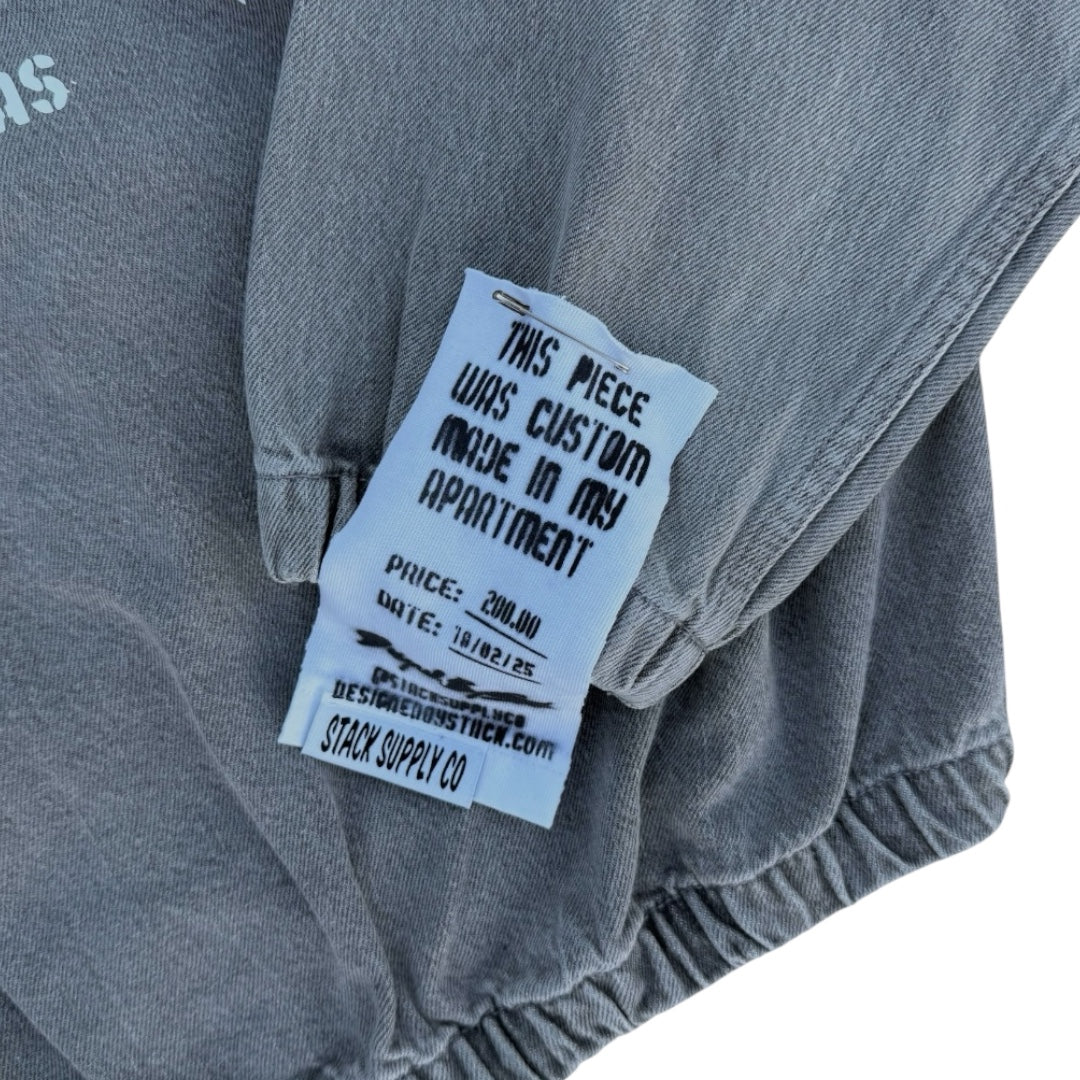 as
THIS PIECE
WAS CUSTOM
MADE IN MY
APARTMENT
PRICE: 200.00
DATE: 18/02/25
@STACKSUPPLYCO
DESIGNEDBYSTACK.COM
STACK SUPPLY CO